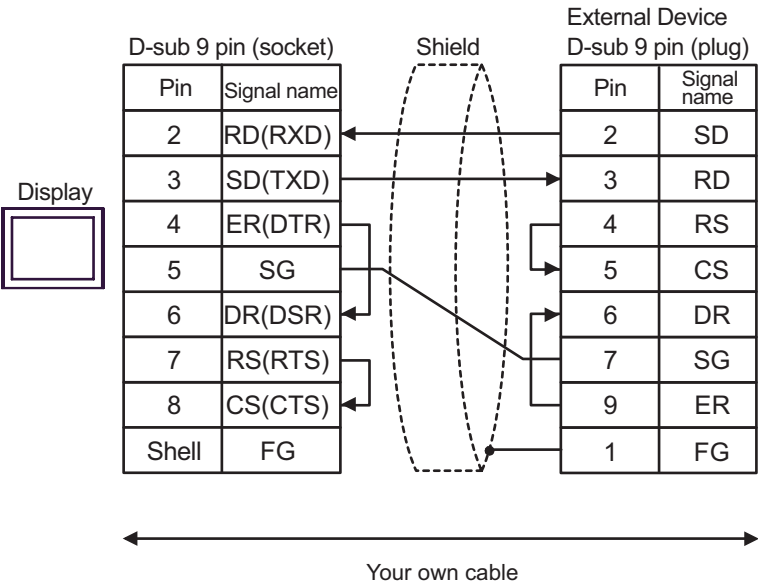 External Device
D-sub 9 pin (socket) Shield D-sub 9 pin (plug)
Pin Signal name Pin Signal name
2 RD(RXD) 2 SD
3 SD(TXD) 3 RD
Display
4 ER(DTR) 4 RS
5 SG 5 CS
6 DR(DSR) 6 DR
7 RS(RTS) 7 SG
8 CS(CTS) 9 ER
Shell FG 1 FG
Your own cable